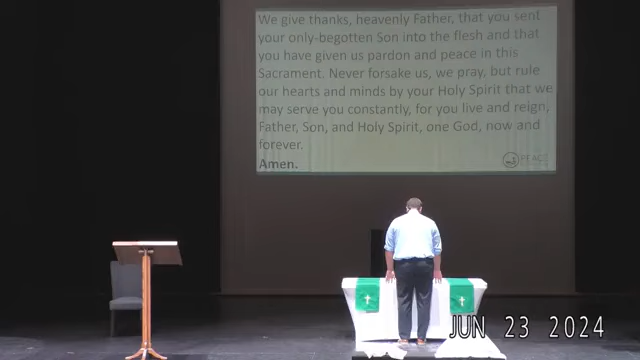 We give thanks, heavenly Father, that you sent
your only-begotten Son into the flesh and that
you have given us pardon and peace in this
Sacrament. Never forsake us, we pray, but rule
our hearts and minds by your Holy Spirit that we
may serve you constantly, for you live and reign,
Father, Son, and Holy Spirit, one God, now and
forever.
Amen.
PEACE
JUN 23 2024